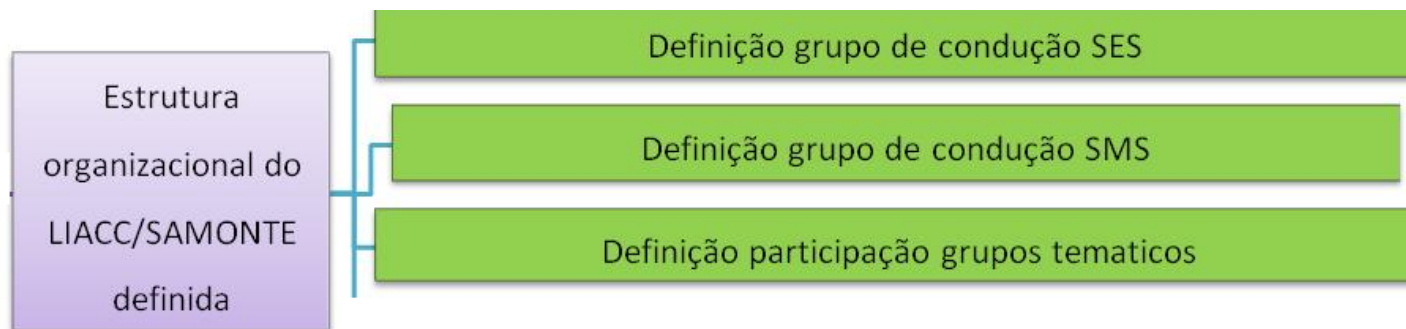 Estrutura
organizacional do
LIACC/SAMONTE
definida
Definição grupo de condução SES
Definição grupo de condução SMS
Definição participação grupos tematicos